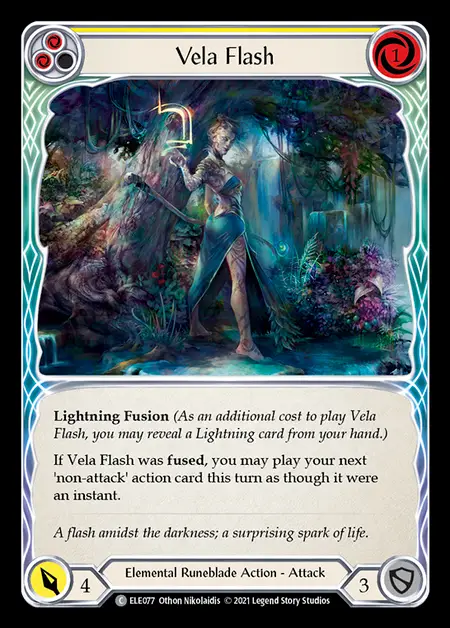 Vela Flash
1
Lightning Fusion (As an additional cost to play Vela
Flash, you may reveal a Lightning card from your hand.)
If Vela Flash was fused, you may play your next
'non-attack' action card this turn as though it were
an instant.
A flash amidst the darkness; a surprising spark of life.
4
Elemental Runeblade Action - Attack
3
C ELE077 Othon Nikolaidis © 2021 Legend Story Studios